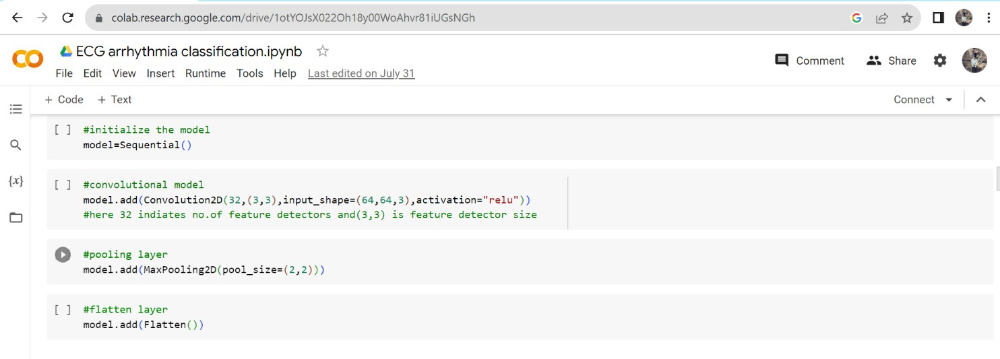 colab.research.google.com/drive/1otYOJsX022Oh18y00WoAhvr81iUGsNGh
ECG arrhythmia classification.ipynb
File Edit View Insert Runtime Tools Help Last edited on July 31
Comment Share
+ Code + Text
Connect
[ ] #initialize the model
model=Sequential()
{x}
[ ] #convolutional model
model.add(Convolution2D(32,(3,3),input_shape=(64,64,3),activation="relu"))
#here 32 indiates no.of feature detectors and(3,3) is feature detector size
#pooling layer
model.add(MaxPooling2D(pool_size=(2,2)))
[ ] #flatten layer
model.add(Flatten())